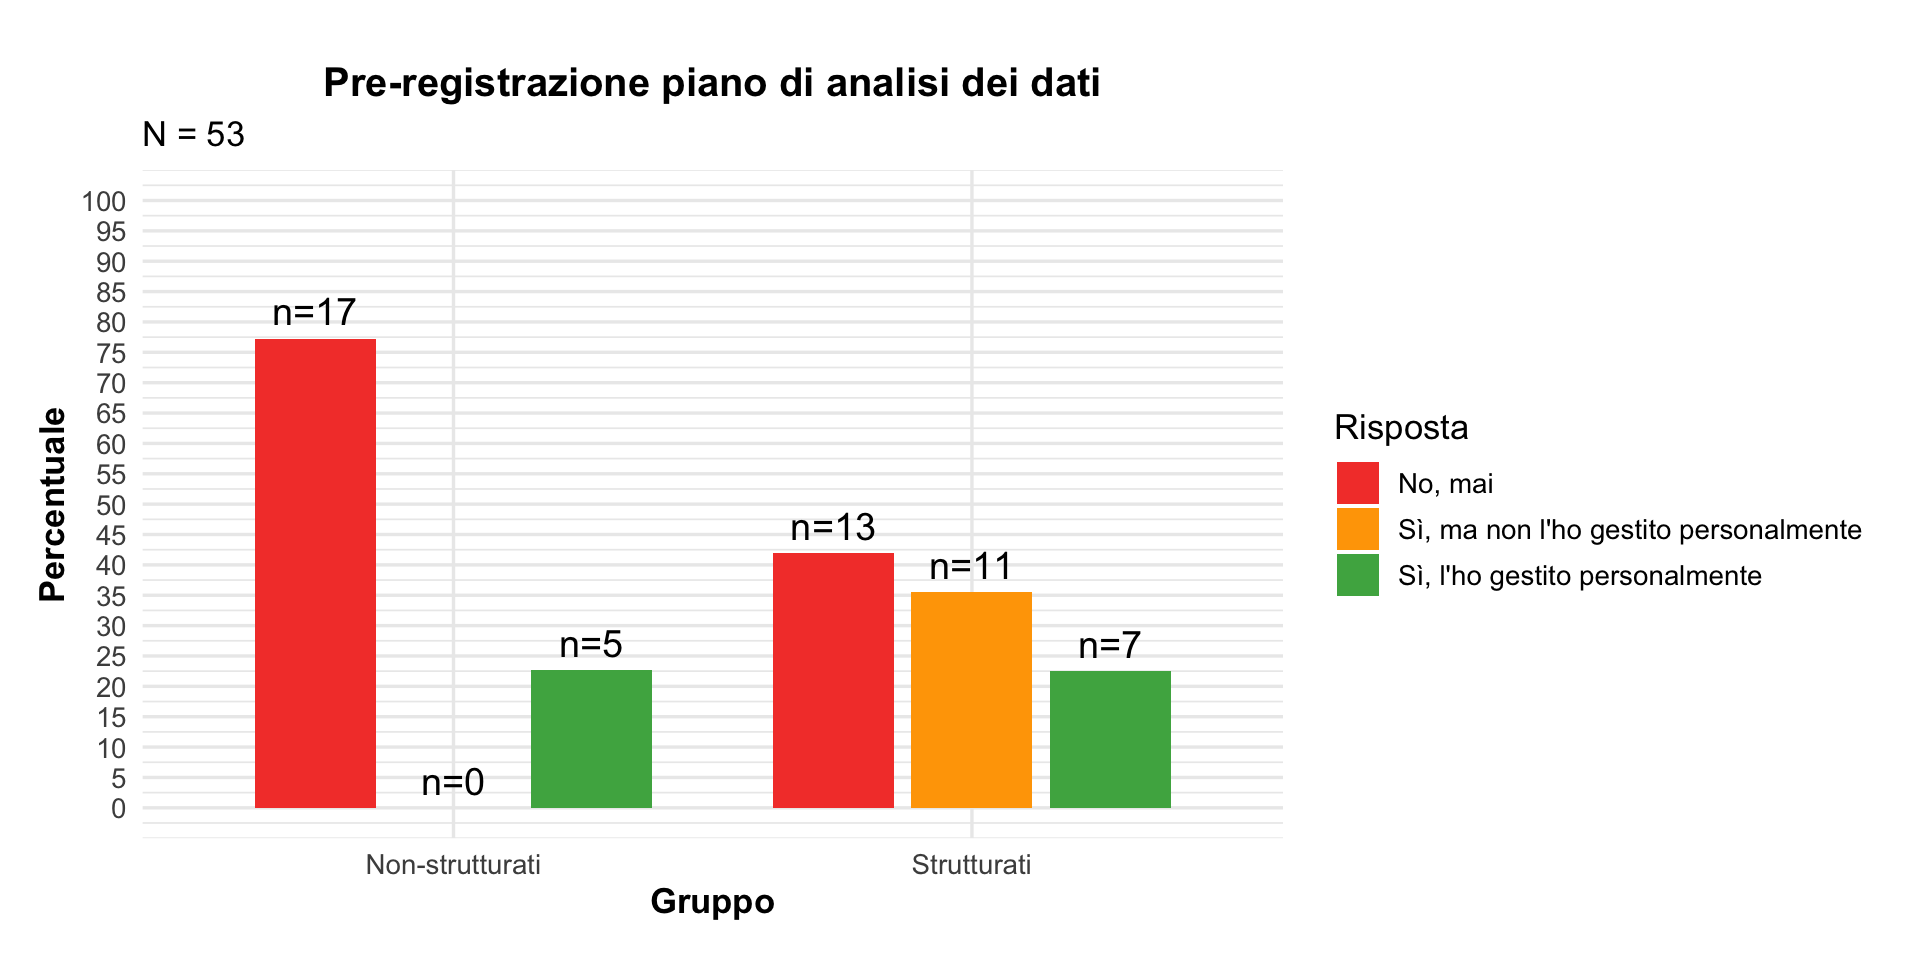 Pre-registrazione piano di analisi dei dati
N = 53
Percentuale
100
95
90
85
80
75
70
65
60
55
50
45
40
35
30
25
20
15
10
5
0
n=17
n=0
n=5
n=13
n=11
n=7
Non-strutturati
Strutturati
Gruppo
Risposta
No, mai
Sì, ma non l'ho gestito personalmente
Sì, l'ho gestito personalmente